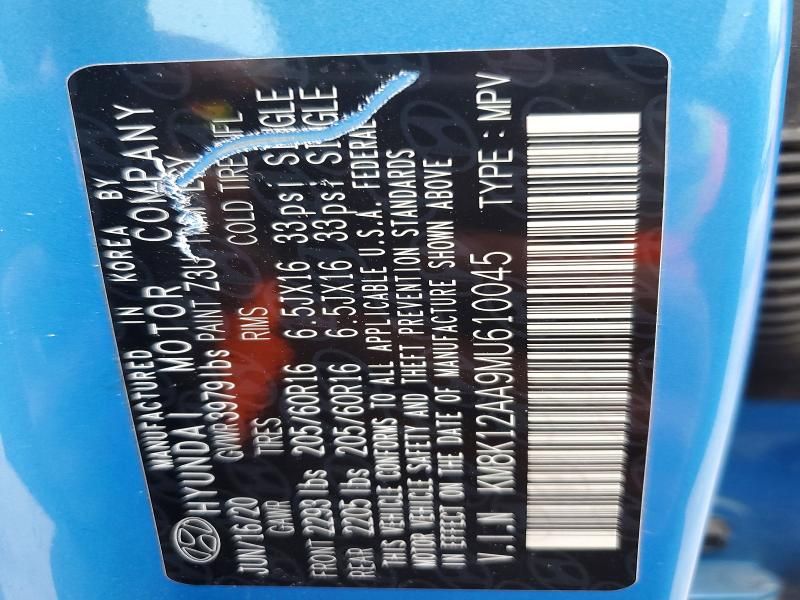 MANUFACTURED IN KOREA BY
HYUNDAI MOTOR COMPANY
JUN/16/20 GVWR 3979 lbs PAINT
GAWR TIRES RIMS COLD TIRE INFL
FRONT 2293 lbs 205/60R16 6.5JX16 33psi SINGLE
REAR 2205 lbs 205/60R16 6.5JX16 33psi SINGLE
THIS VEHICLE CONFORMS TO ALL APPLICABLE U.S.A. FEDERAL
MOTOR VEHICLE SAFETY AND THEFT PREVENTION STANDARDS
IN EFFECT ON DATE OF MANUFACTURE SHOWN ABOVE
V.I.N KM8K12AA9MU610045 TYPE : MPV